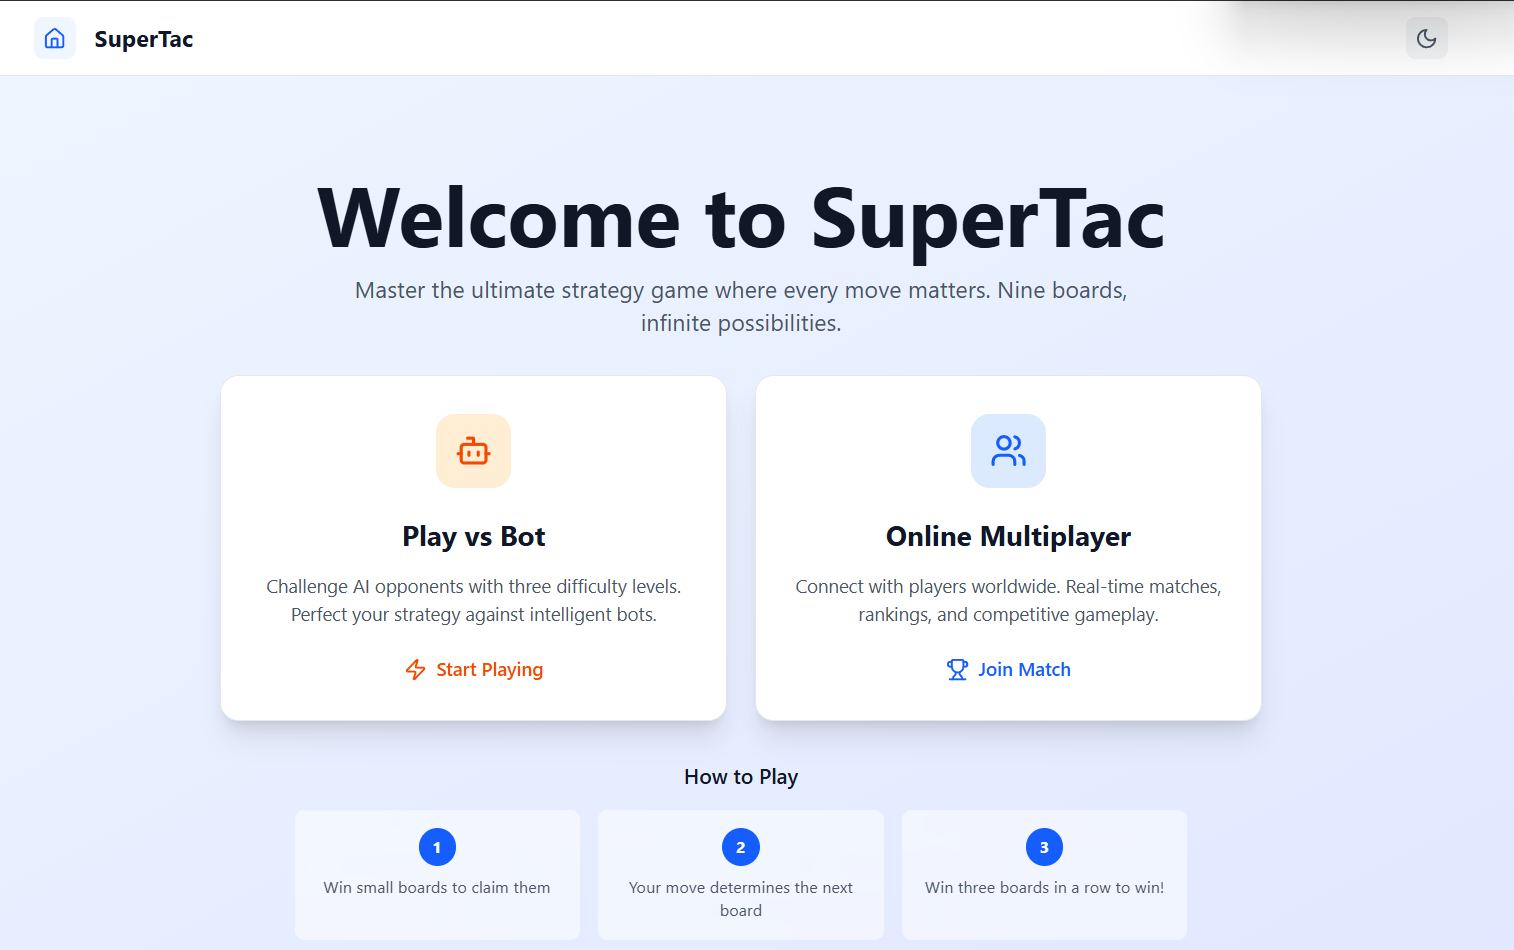 SuperTac
Welcome to SuperTac
Master the ultimate strategy game where every move matters. Nine boards,
infinite possibilities.
Play vs Bot
Challenge AI opponents with three difficulty levels.
Perfect your strategy against intelligent bots.
Start Playing
Online Multiplayer
Connect with players worldwide. Real-time matches,
rankings, and competitive gameplay.
Join Match
How to Play
1
Win small boards to claim them
2
Your move determines the next
board
3
Win three boards in a row to win!